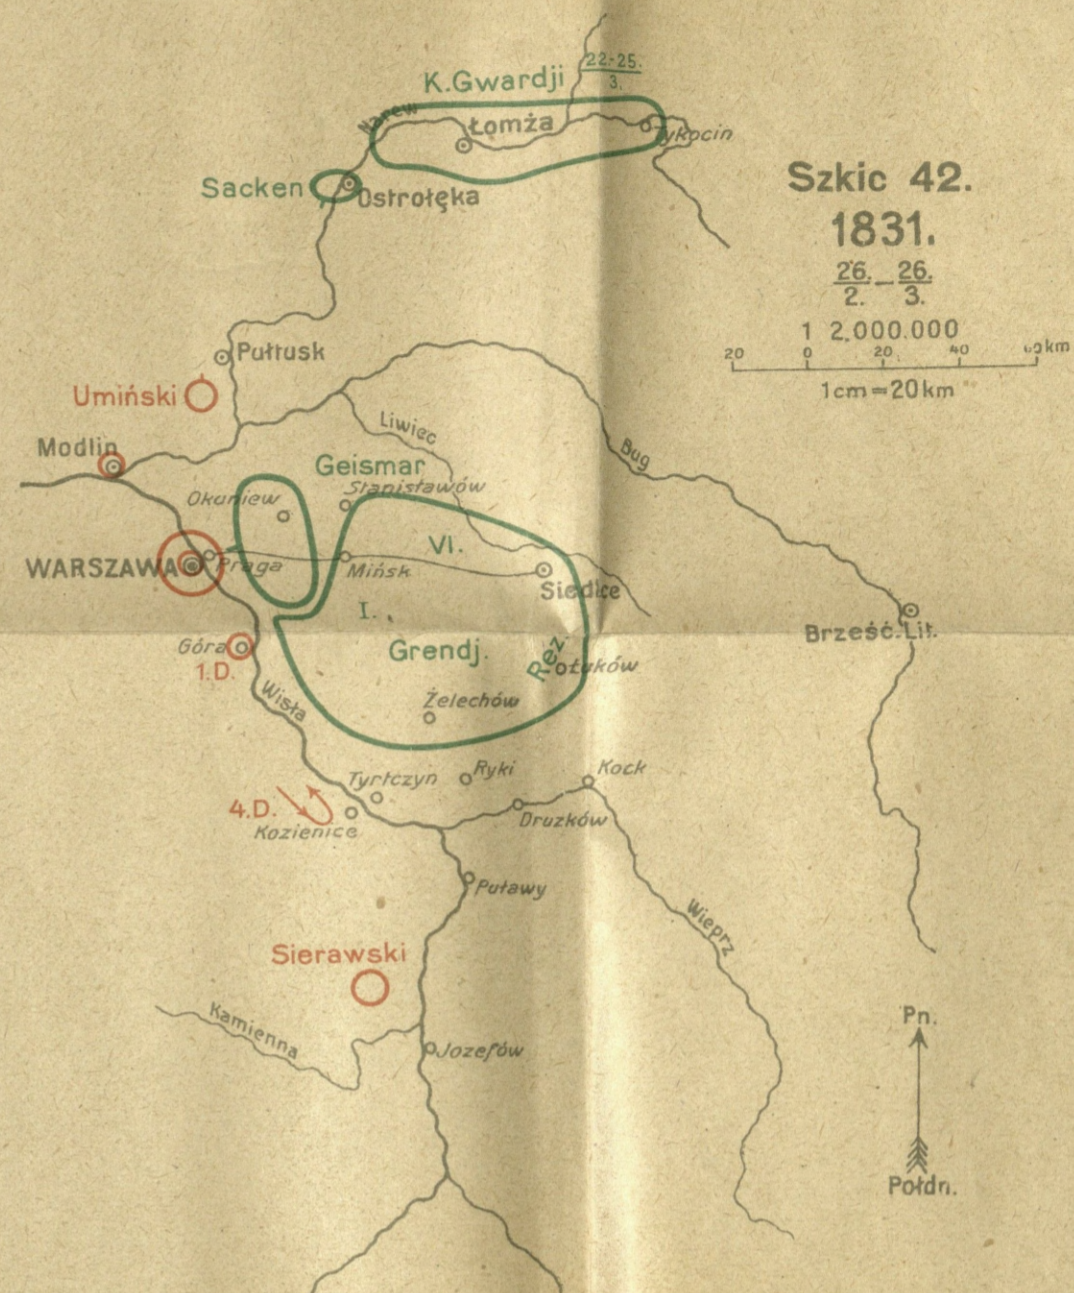 K.Gwardji
22.-25.
3.
Narew
Łomża
Tykocin
Sacken
Ostrołęka
Szkic 42.
1831.
26. – 26.
2. 3.
1 2,000.000
20 0 20 40 60km
1cm=20km
Pułtusk
Umiński
Liwiec
Modlin
Bug
Geismar
Stanisławów
Okuniew
VI.
WARSZAWA
Praga
Mińsk
Siedlce
I.
Brześć.Lit.
Góra
Grendj.
Rez.
Łuków
1.D.
Wisła
Żelechów
Tyrtczyn
Ryki
Kock
4.D.
Kozienice
Druzków
Puławy
Wieprz
Sierawski
Kamienna
Jozefów
Pn.
Połdn.